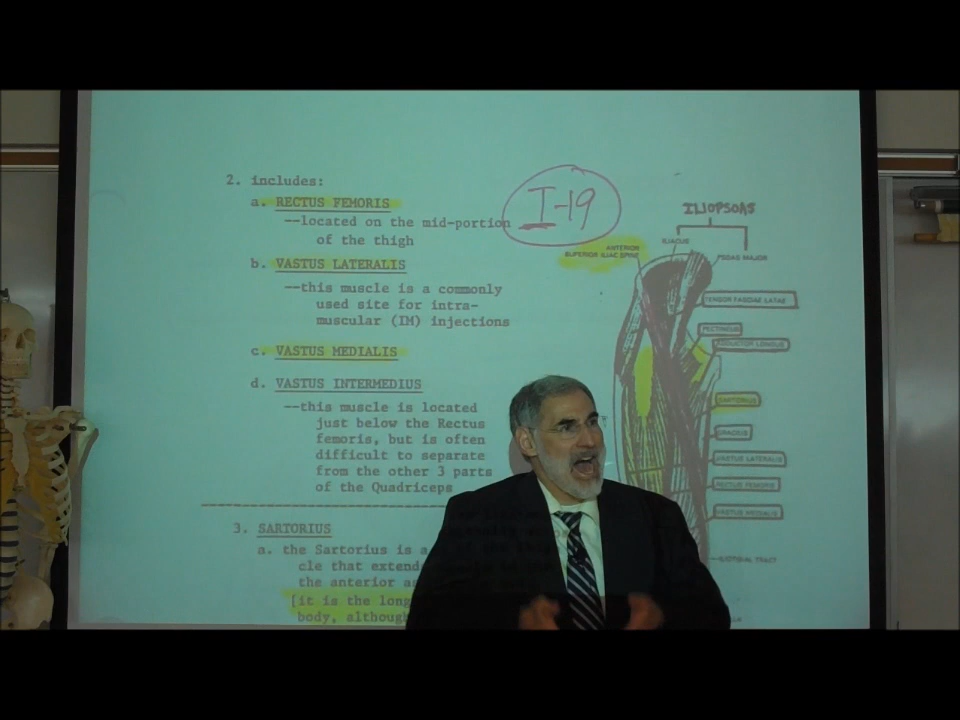 2. includes:
a. RECTUS FEMORIS
--located on the mid-portion
of the thigh
b. VASTUS LATERALIS
--this muscle is a commonly
used site for intra-
muscular (IM) injections
c. VASTUS MEDIALIS
d. VASTUS INTERMEDIUS
--this muscle is located
just below the Rectus
femoris, but is often
difficult to separate
from the other 3 parts
of the Quadriceps
3. SARTORIUS
a. the Sartorius is a
cle that extend
the anterior as
[it is the long
body, although
I-19
ILIOPSOAS
ILIACUS
PSOAS MAJOR
ANTERIOR
SUPERIOR ILIAC SPINE
TENSOR FASCIAE LATAE
PECTINEUS
ADDUCTOR LONGUS
SARTORIUS
GRACILIS
VASTUS LATERALIS
RECTUS FEMORIS
VASTUS MEDIALIS
ILIOTIBIAL TRACT